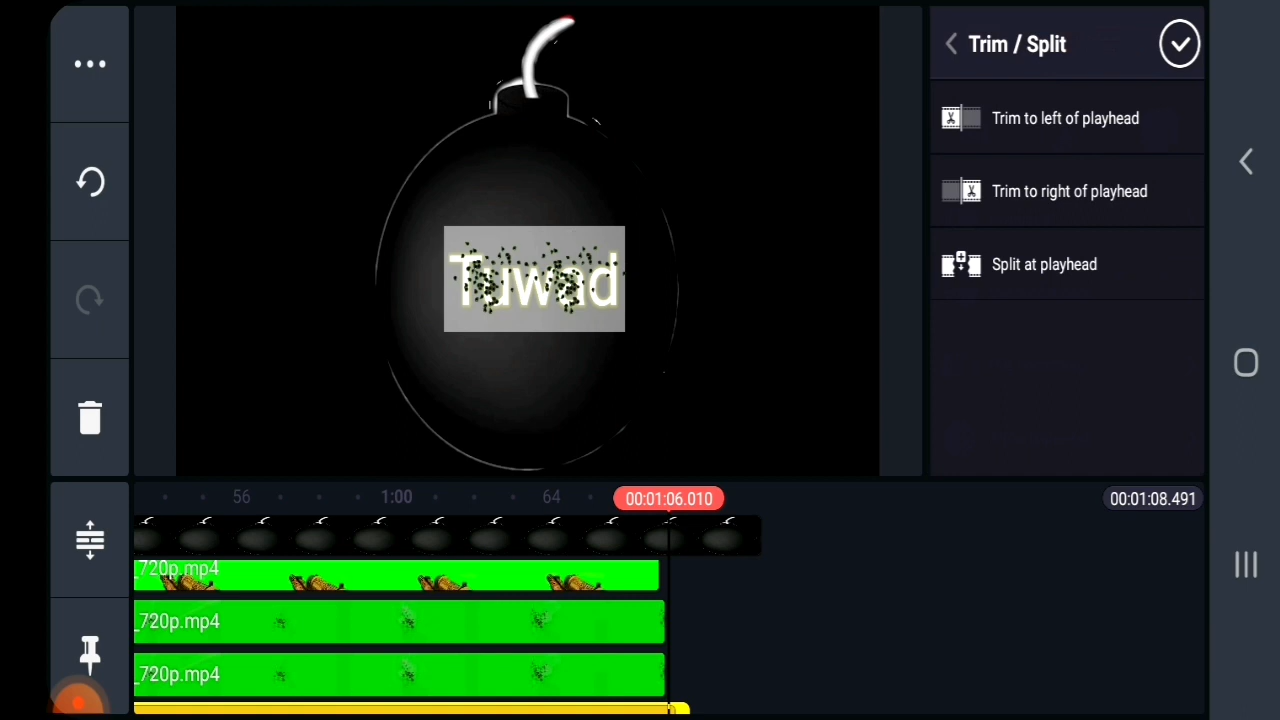 Trim / Split
Trim to left of playhead
Trim to right of playhead
Split at playhead
Tuwad
56
1:00
64
00:01:06.010
00:01:08.491
_720p.mp4
_720p.mp4
_720p.mp4